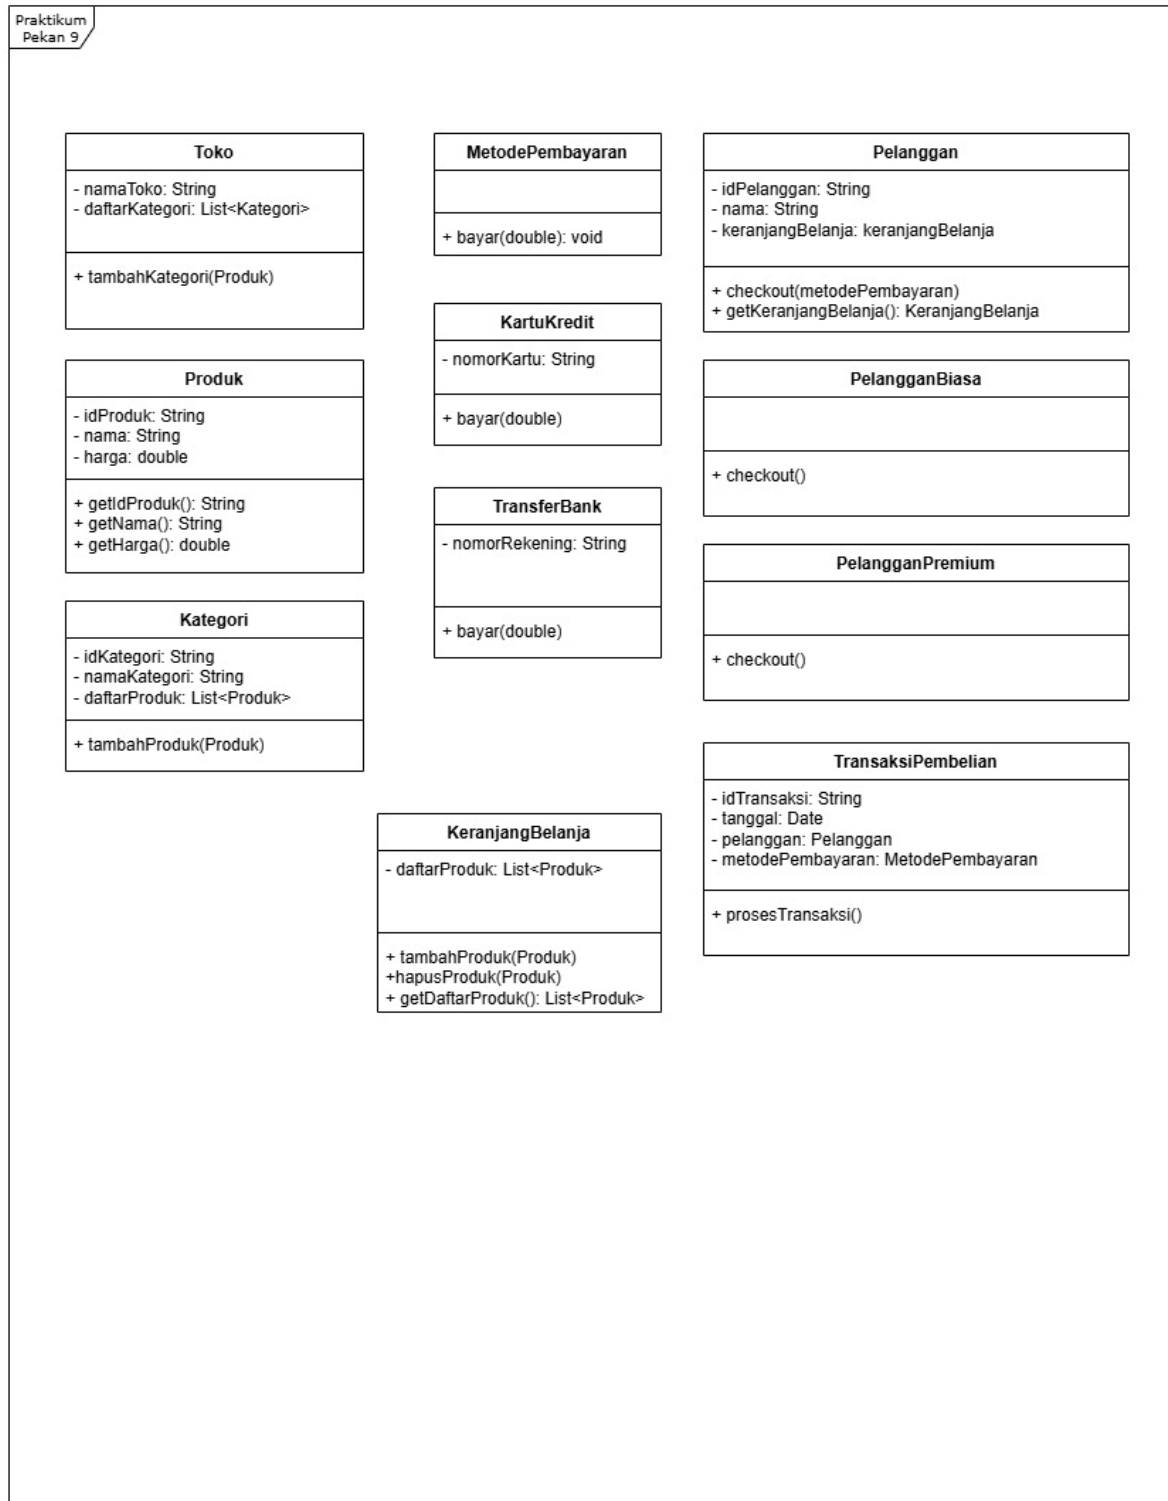 Praktikum
Pekan 9
Toko
- namaToko: String
- daftarKategori: List<Kategori>
+ tambahKategori(Produk)
Produk
- idProduk: String
- nama: String
- harga: double
+ getIdProduk(): String
+ getNama(): String
+ getHarga(): double
Kategori
- idKategori: String
- namaKategori: String
- daftarProduk: List<Produk>
+ tambahProduk(Produk)
MetodePembayaran
+ bayar(double): void
KartuKredit
- nomorKartu: String
+ bayar(double)
TransferBank
- nomorRekening: String
+ bayar(double)
KeranjangBelanja
- daftarProduk: List<Produk>
+ tambahProduk(Produk)
+hapusProduk(Produk)
+ getDaftarProduk(): List<Produk>
Pelanggan
- idPelanggan: String
- nama: String
- keranjangBelanja: keranjangBelanja
+ checkout(metodePembayaran)
+ getKeranjangBelanja(): KeranjangBelanja
PelangganBiasa
+ checkout()
PelangganPremium
+ checkout()
TransaksiPembelian
- idTransaksi: String
- tanggal: Date
- pelanggan: Pelanggan
- metodePembayaran: MetodePembayaran
+ prosesTransaksi()